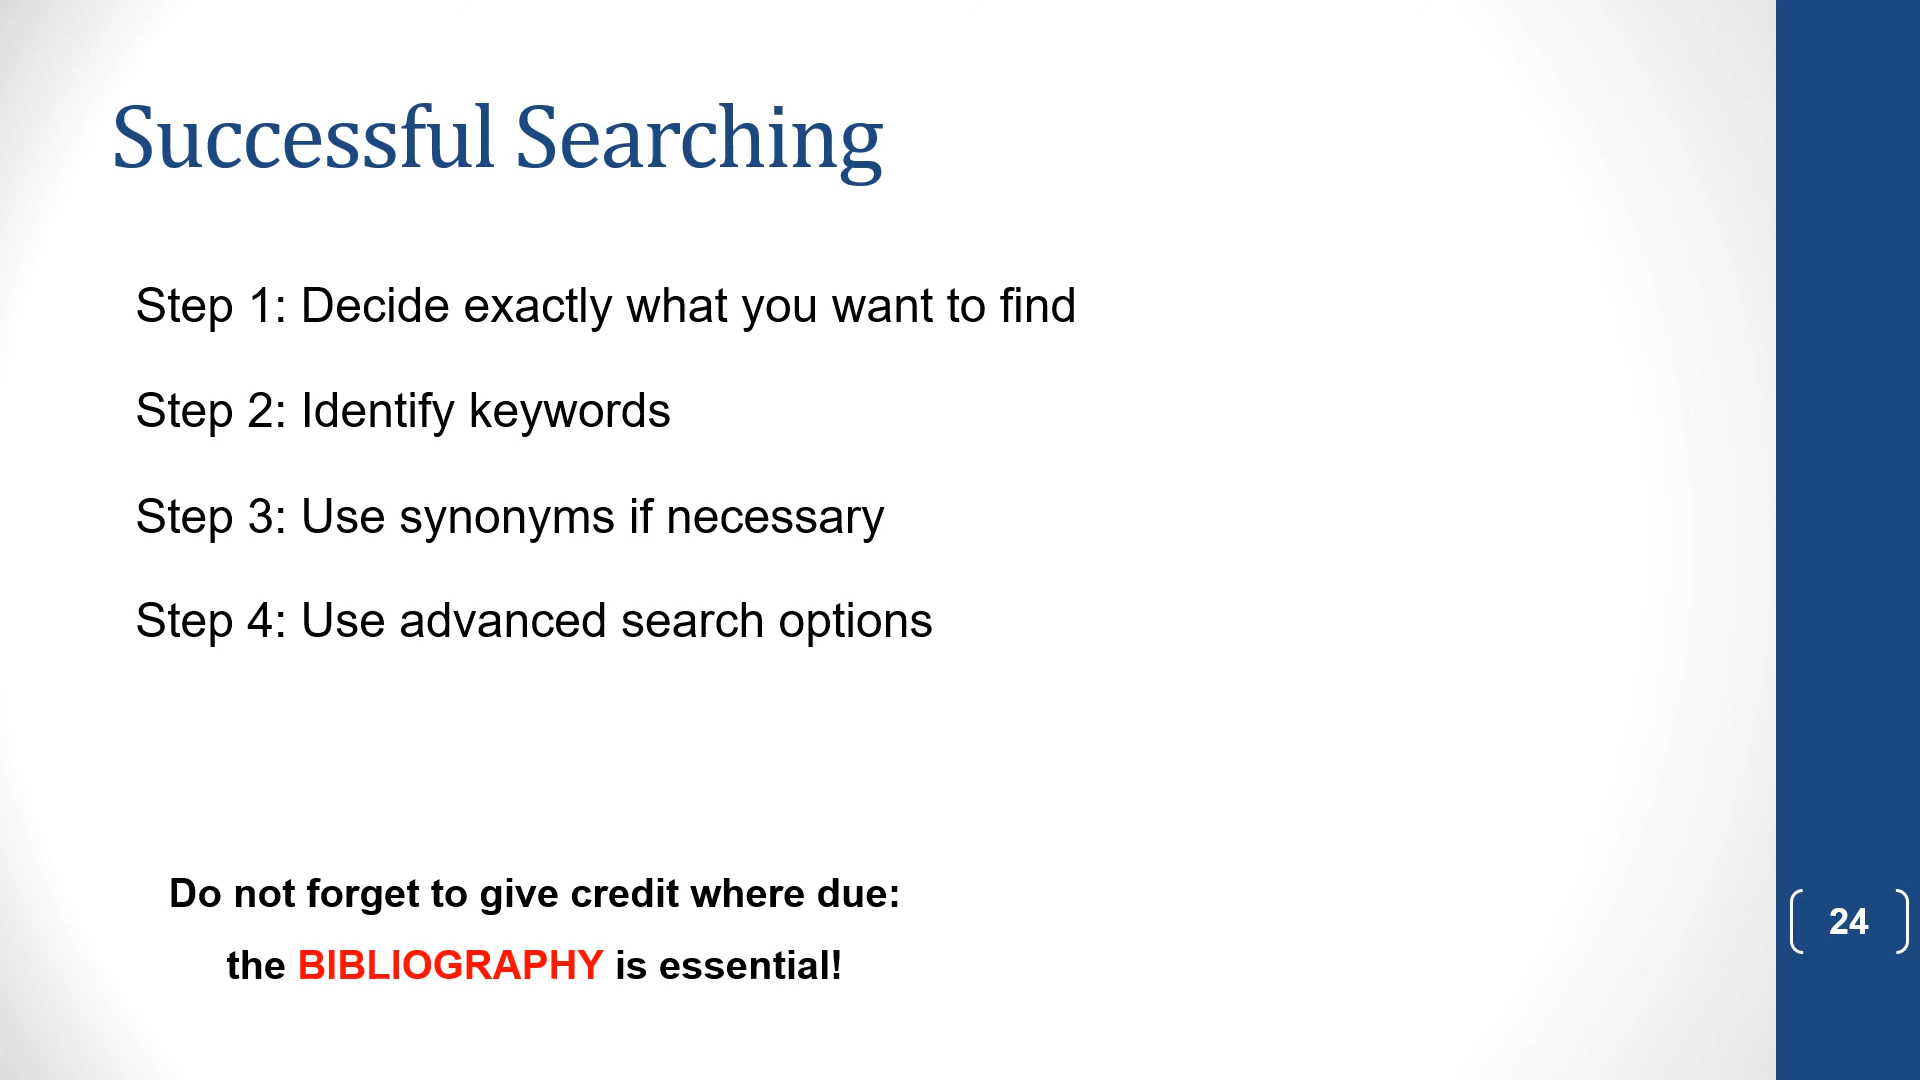 Successful Searching
Step 1: Decide exactly what you want to find
Step 2: Identify keywords
Step 3: Use synonyms if necessary
Step 4: Use advanced search options
Do not forget to give credit where due:
the BIBLIOGRAPHY is essential!
24